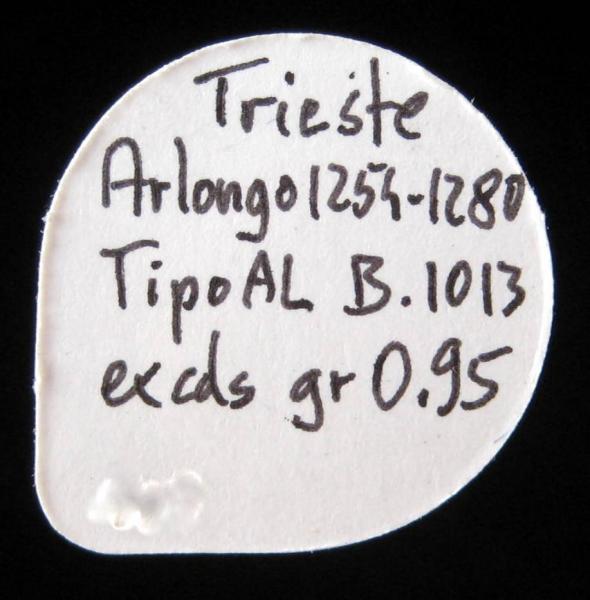 Trieste
Arlongo 1254-1280
Tipo AL B. 1013
ex cds gr 0.95